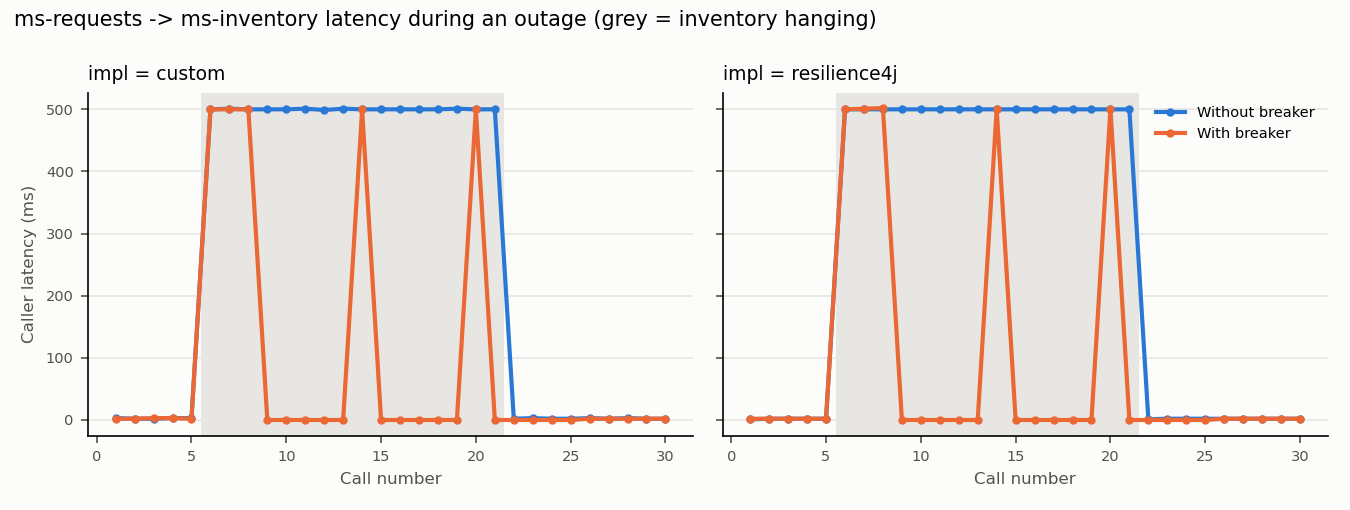 ms-requests -> ms-inventory latency during an outage (grey = inventory hanging)
impl = custom
500
400
300
200
100
0
Caller latency (ms)
0 5 10 15 20 25 30
Call number
impl = resilience4j
Without breaker
With breaker
0 5 10 15 20 25 30
Call number